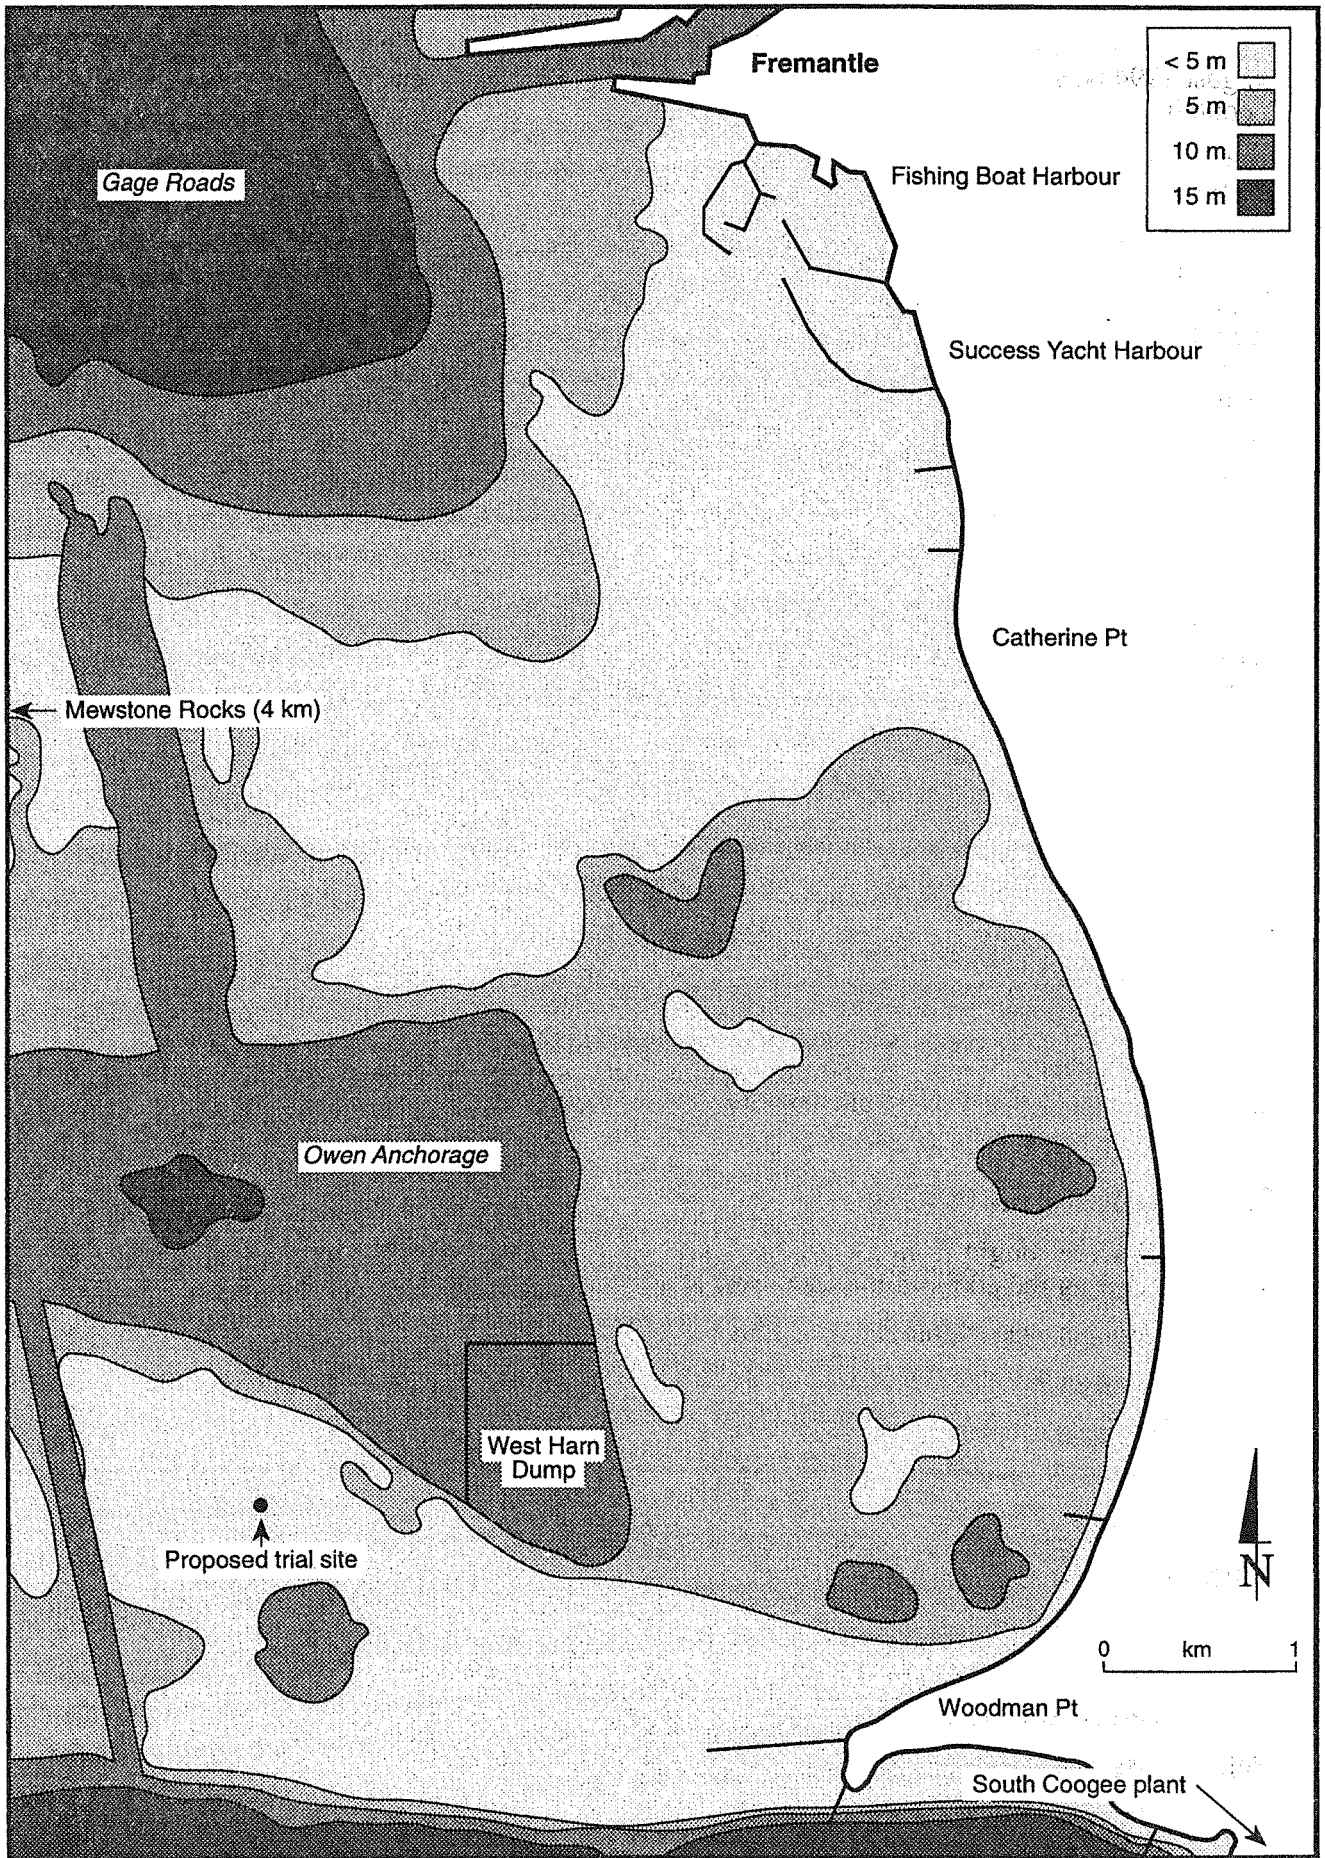 Fremantle
< 5 m
5 m
10 m
15 m
Gage Roads
Fishing Boat Harbour
Success Yacht Harbour
Catherine Pt
Mewstone Rocks (4 km)
Owen Anchorage
West Harn
Dump
Proposed trial site
N
0 km 1
Woodman Pt
South Coogee plant